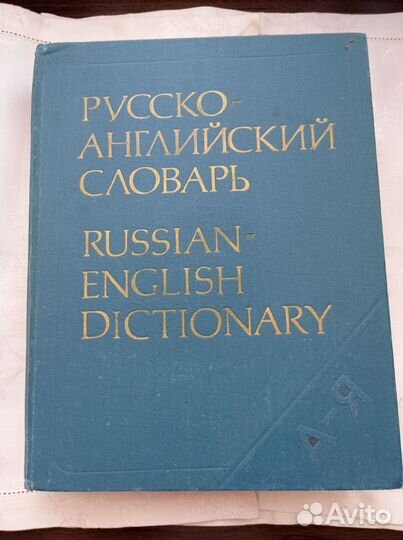 РУССКО-
АНГЛИЙСКИЙ
СЛОВАРЬ
RUSSIAN-
ENGLISH
DICTIONARY
А-Я
Avito